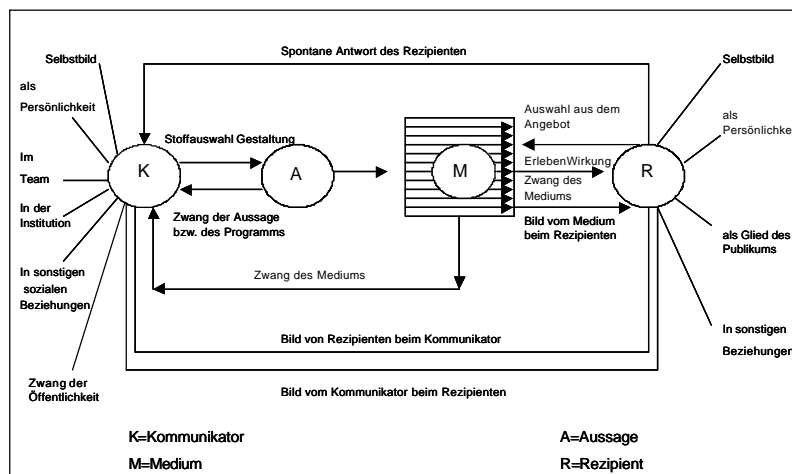 Spontane Antwort des Rezipienten
Selbstbild
als
Persönlichkeit
Im
Team
In der
Institution
In sonstigen
sozialen
Beziehungen
Zwang der
Öffentlichkeit
K
Stoffauswahl Gestaltung
A
Zwang der Aussage
bzw. des Programms
Zwang des Mediums
M
Auswahl aus dem
Angebot
ErlebenWirkung
Zwang des
Mediums
Bild vom Medium
beim Rezipienten
R
Selbstbild
als
Persönlichke
als Glied des
Publikums
In sonstigen
Beziehungen
Bild von Rezipienten beim Kommunikator
Bild vom Kommunikator beim Rezipienten
K=Kommunikator
A=Aussage
M=Medium
R=Rezipient